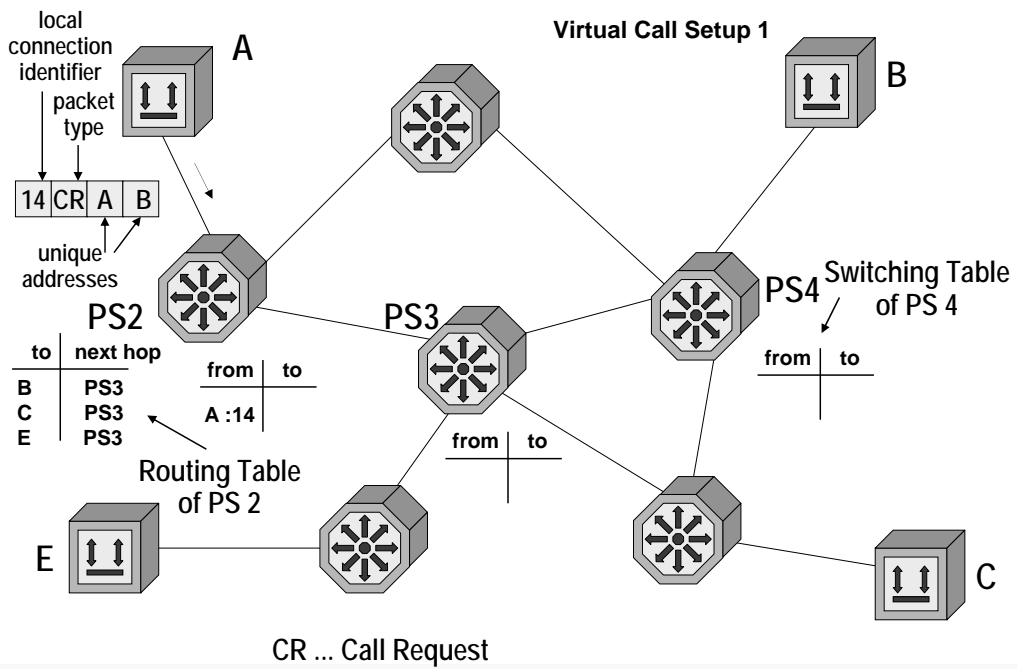 Virtual Call Setup 1
local
connection
identifier
packet
type
A
B
14 CR A B
unique
addresses
PS2
PS3
PS4
Switching Table
of PS 4
to next hop
B PS3
C PS3
E PS3
from to
A :14
from to
from to
Routing Table
of PS 2
E
C
CR ... Call Request